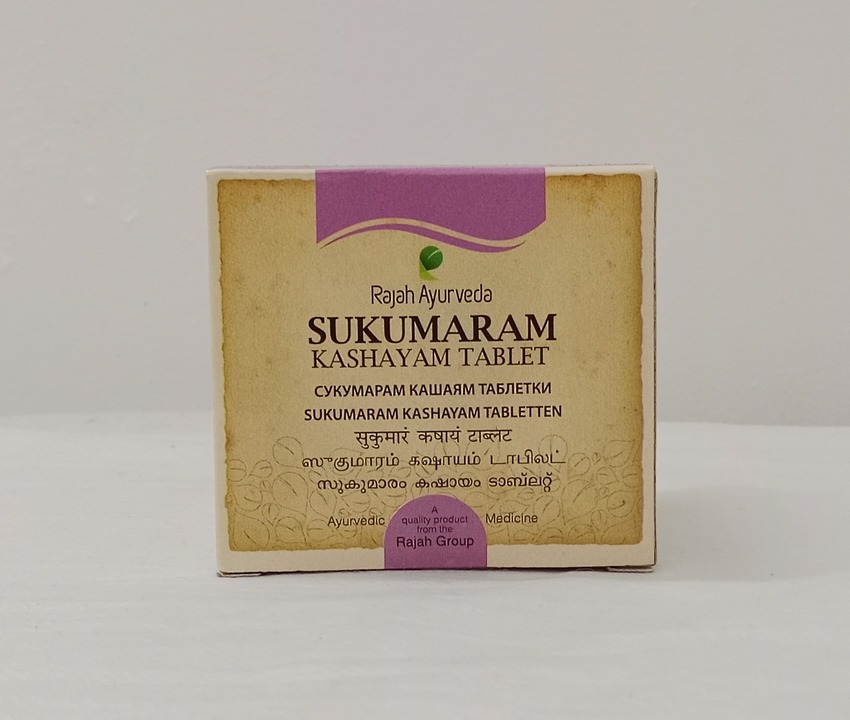 Rajah Ayurveda
SUKUMARAM
KASHAYAM TABLET
СУКУМАРАМ КАШАЯМ ТАБЛЕТКИ
SUKUMARAM KASHAYAM TABLETTEN
सुकुमारं कषायं टाब्लट
ஸுகுமாரம் கஷாயம் டாபிலட்
സുകുമാരം കഷായം ടാബ്ലറ്റ്
Ayurvedic Medicine
A
quality product
from the
Rajah Group